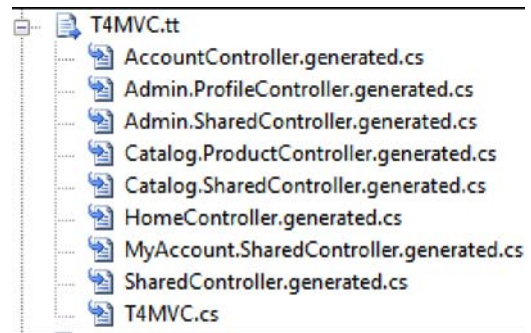 T4MVC.tt
AccountController.generated.cs
Admin.ProfileController.generated.cs
Admin.SharedController.generated.cs
Catalog.ProductController.generated.cs
Catalog.SharedController.generated.cs
HomeController.generated.cs
MyAccount.SharedController.generated.cs
SharedController.generated.cs
T4MVC.cs